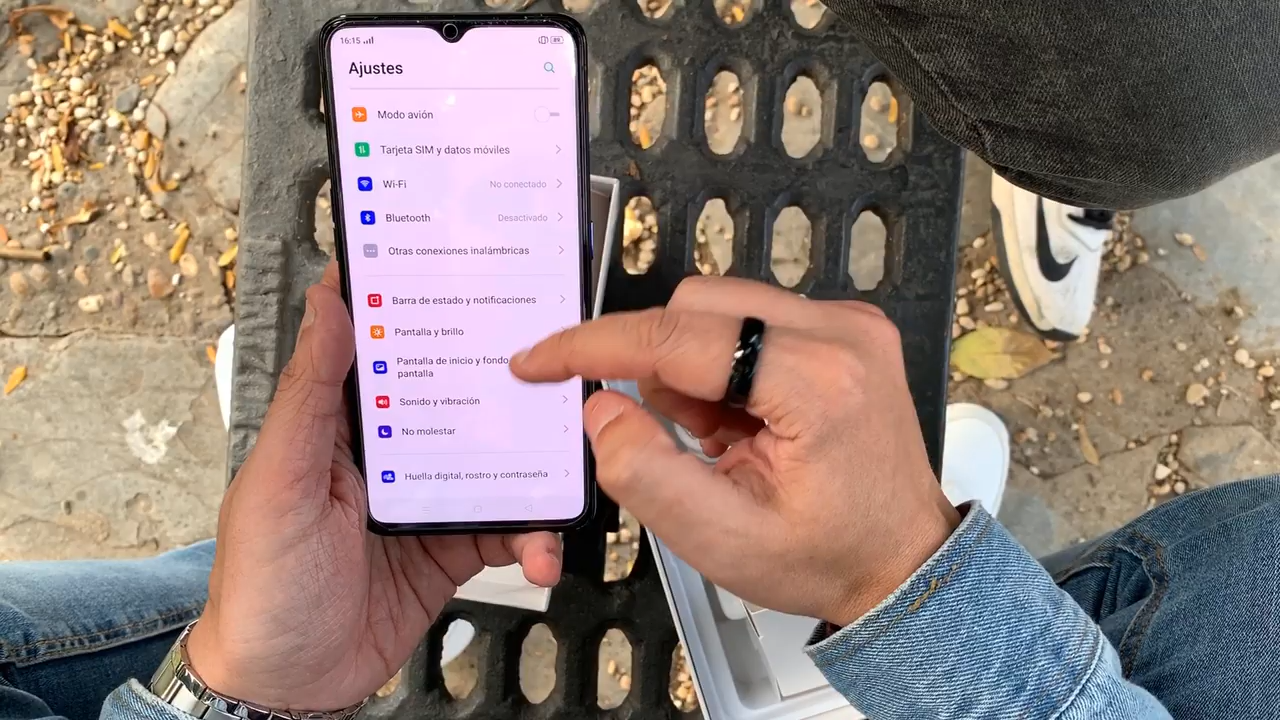 16:15
89
Ajustes
Modo avión
Tarjeta SIM y datos móviles
Wi-Fi
No conectado
Bluetooth
Desactivado
Otras conexiones inalámbricas
Barra de estado y notificaciones
Pantalla y brillo
Pantalla de inicio y fondo
pantalla
Sonido y vibración
No molestar
Huella digital, rostro y contraseña